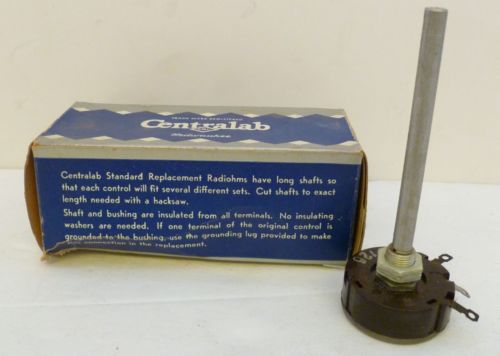 TRADE MARK REGISTERED
Centralab
Milwaukee
Centralab Standard Replacement Radiohms have long shafts so
that each control will fit several different sets. Cut shafts to exact
length needed with a hacksaw.
Shaft and bushing are insulated from all terminals. No insulating
washers are needed. If one terminal of the original control is
grounded to the bushing, use the grounding lug provided to make
this connection in the replacement.